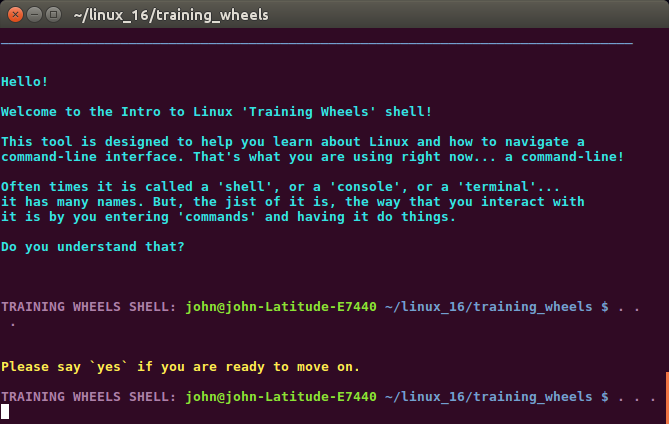 ~/linux_16/training_wheels
Hello!
Welcome to the Intro to Linux 'Training Wheels' shell!
This tool is designed to help you learn about Linux and how to navigate a
command-line interface. That's what you are using right now... a command-line!
Often times it is called a 'shell', or a 'console', or a 'terminal'...
it has many names. But, the jist of it is, the way that you interact with
it is by you entering 'commands' and having it do things.
Do you understand that?
TRAINING WHEELS SHELL: john@john-Latitude-E7440 ~/linux_16/training_wheels $ . .
.
Please say `yes` if you are ready to move on.
TRAINING WHEELS SHELL: john@john-Latitude-E7440 ~/linux_16/training_wheels $ . . .